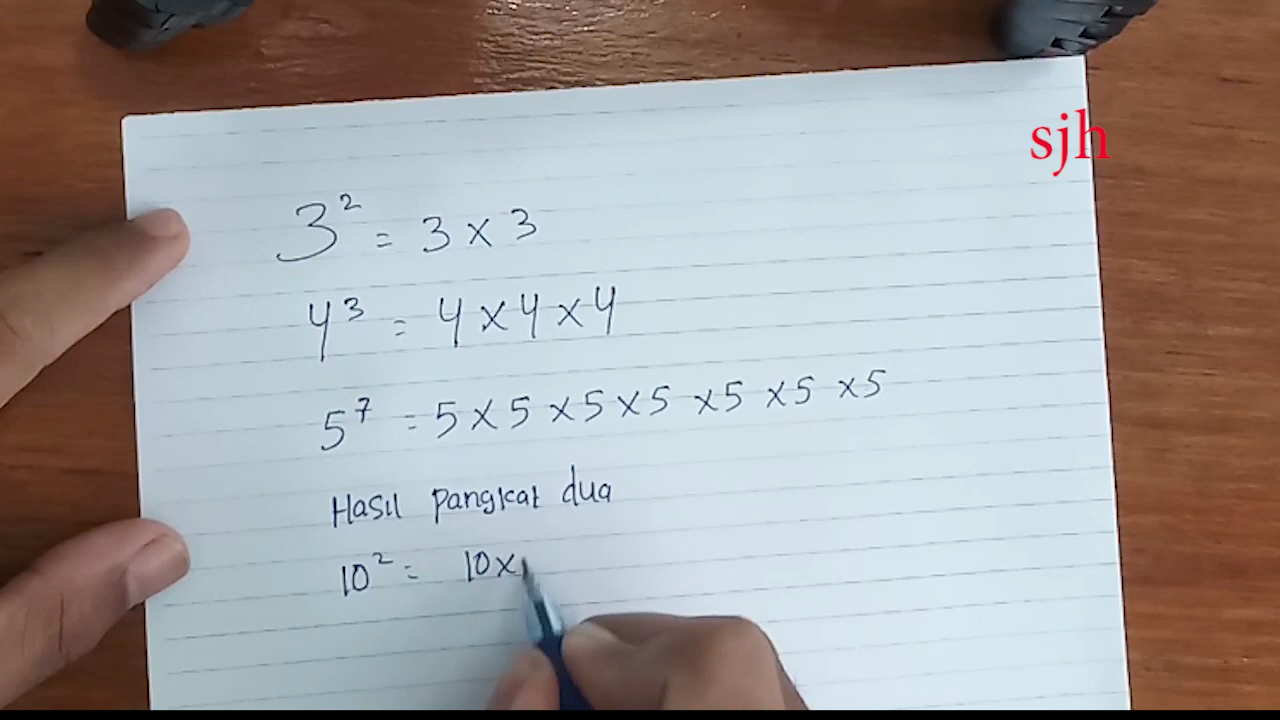 sjh
3² = 3 x 3
4³ = 4 x 4 x 4
5⁷ = 5 x 5 x 5 x 5 x 5 x 5 x 5
Hasil pangkat dua
10² = 10x